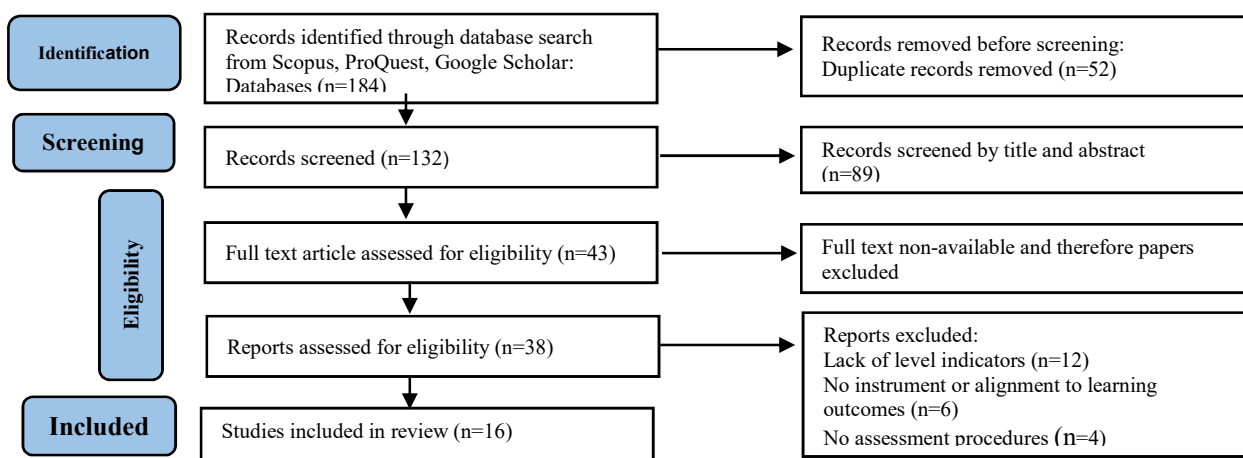 Identification
Records identified through database search
from Scopus, ProQuest, Google Scholar:
Databases (n=184)
Records removed before screening:
Duplicate records removed (n=52)
Screening
Records screened (n=132)
Records screened by title and abstract
(n=89)
Eligibility
Full text article assessed for eligibility (n=43)
Full text non-available and therefore papers
excluded
Reports assessed for eligibility (n=38)
Reports excluded:
Lack of level indicators (n=12)
No instrument or alignment to learning
outcomes (n=6)
No assessment procedures (n=4)
Included
Studies included in review (n=16)